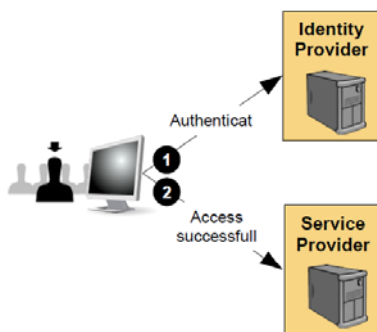 Identity
Provider
Authenticat
1
2
Access
successfull
Service
Provider